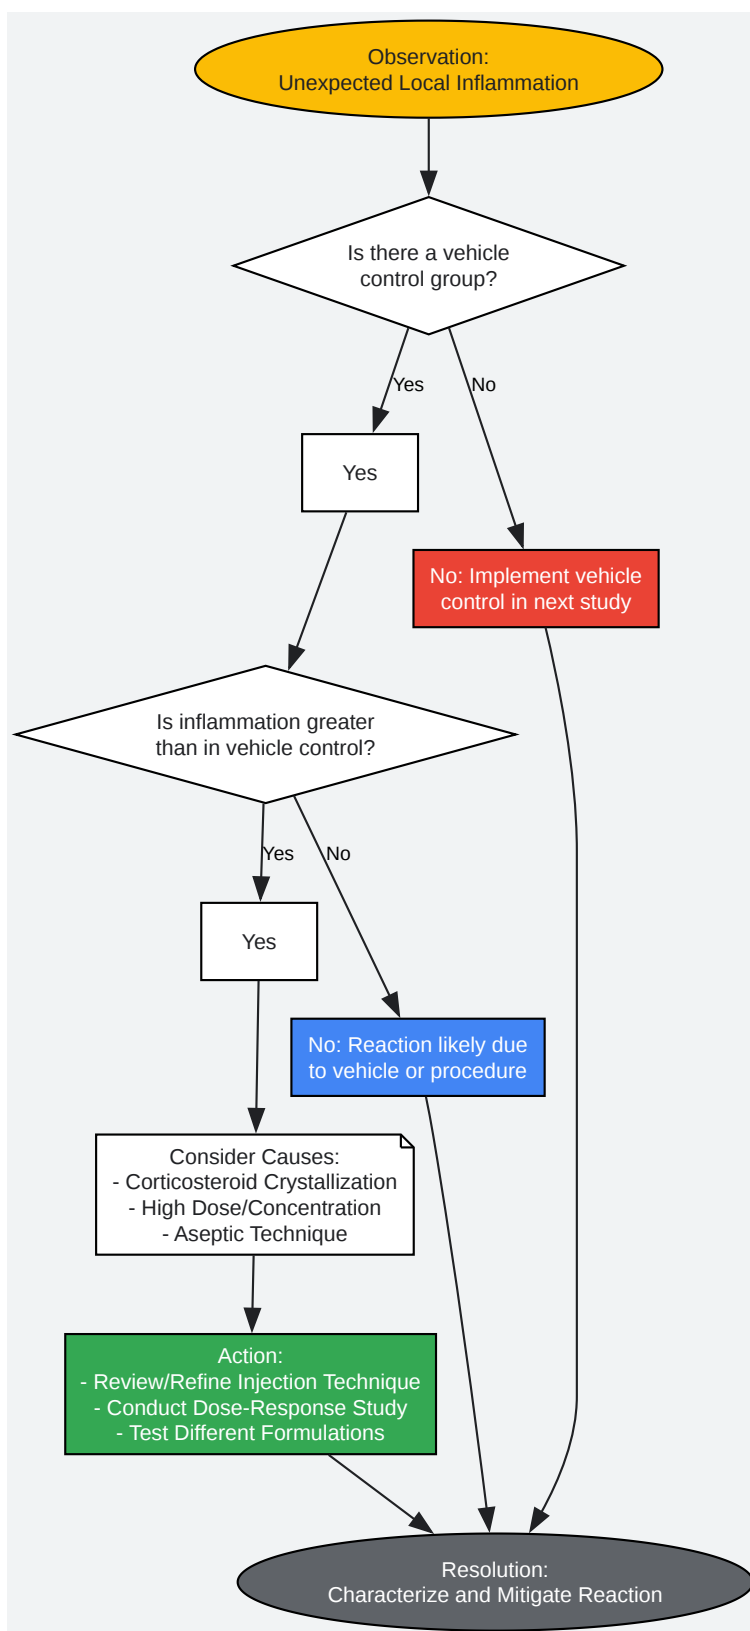 Observation:
Unexpected Local Inflammation
Is there a vehicle
control group?
Yes
No
Yes
No: Implement vehicle
control in next study
Is inflammation greater
than in vehicle control?
Yes
No
Yes
No: Reaction likely due
to vehicle or procedure
Consider Causes:
- Corticosteroid Crystallization
- High Dose/Concentration
- Aseptic Technique
Action:
- Review/Refine Injection Technique
- Conduct Dose-Response Study
- Test Different Formulations
Resolution:
Characterize and Mitigate Reaction